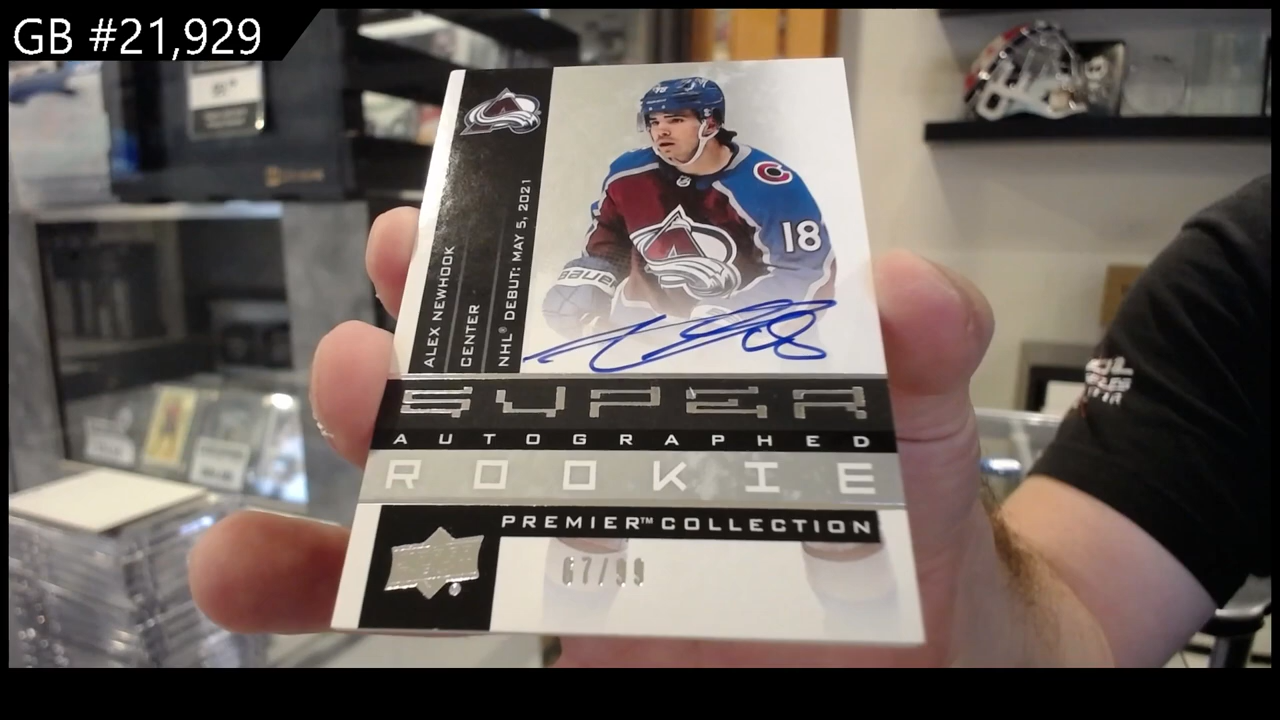 GB #21,929
ALEX NEWHOOK
CENTER
NHL® DEBUT: MAY 5, 2021
18
C
BAUER
SUPER
AUTOGRAPHED
ROOKIE
PREMIER™ COLLECTION
67/99